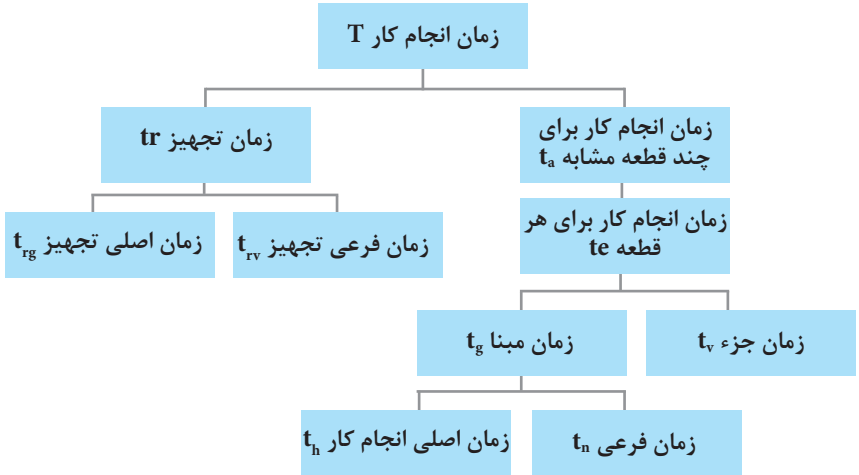 زمان انجام کار T
زمان انجام کار برای
چند قطعه مشابه ta
زمان تجهیز tr
زمان انجام کار برای هر
قطعه te
زمان فرعی تجهیز trv
زمان اصلی تجهیز trg
زمان جزء tv
زمان مبنا tg
زمان فرعی tn
زمان اصلی انجام کار th